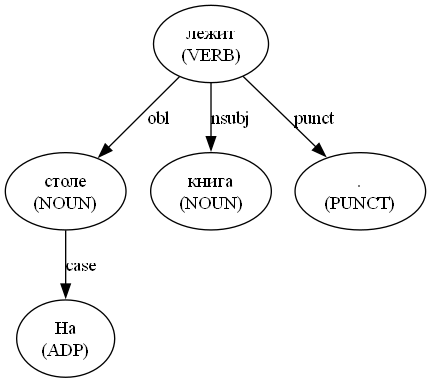 лежит
(VERB)
obl
nsubj
punct
столе
(NOUN)
книга
(NOUN)
.
(PUNCT)
case
На
(ADP)